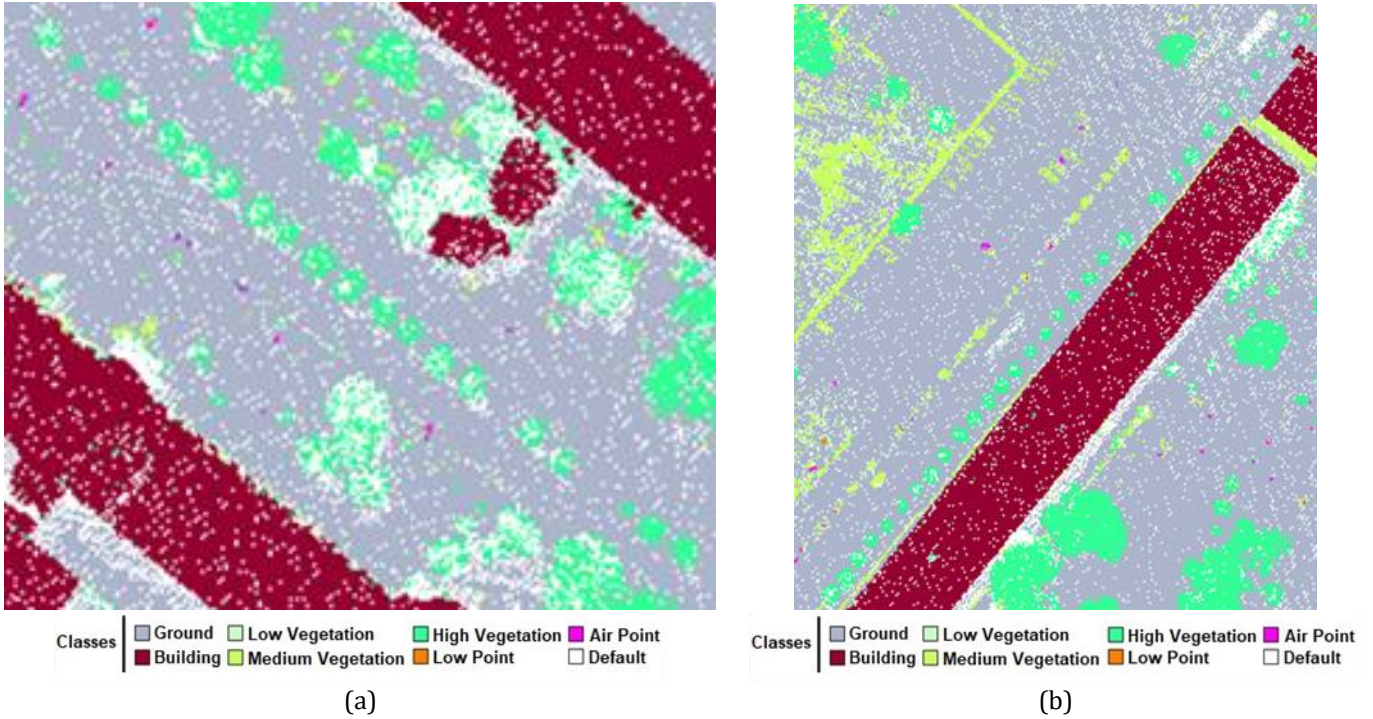 Classes
Ground Low Vegetation High Vegetation Air Point
Building Medium Vegetation Low Point Default
(a)
Classes
Ground Low Vegetation High Vegetation Air Point
Building Medium Vegetation Low Point Default
(b)